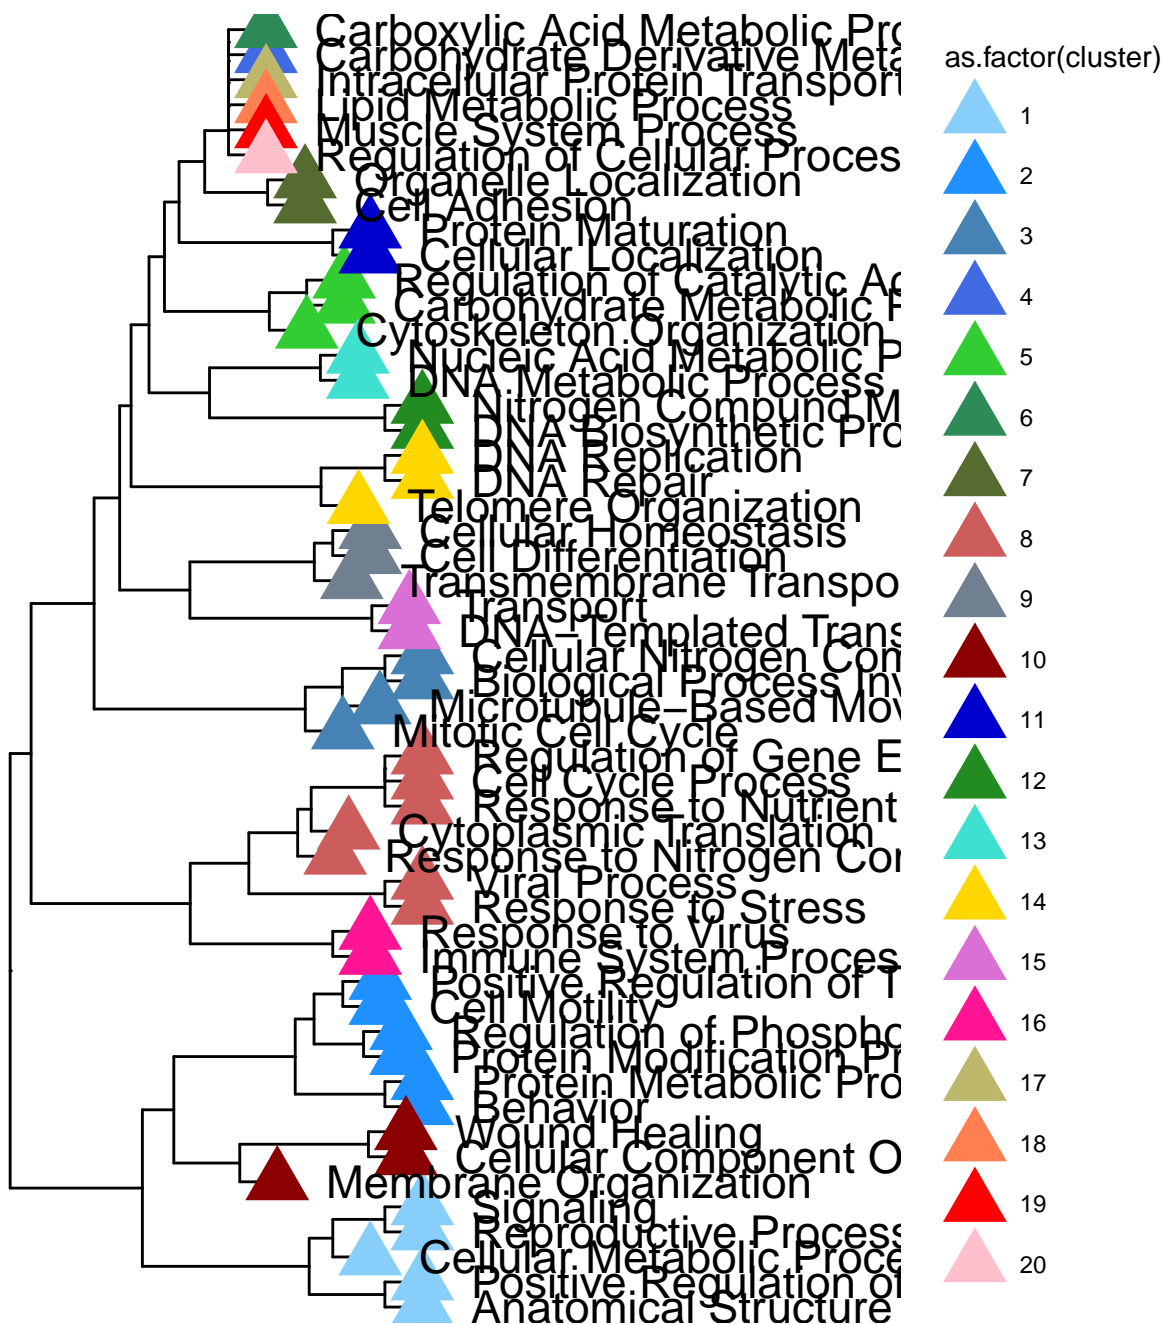 Carboxylic Acid Metabolic Pro
Carbohydrate Derivative Meta
Intracellular Protein Transport
Lipid Metabolic Process
Muscle System Process
Regulation of Cellular Proces
Organelle Localization
Cell Adhesion
Protein Maturation
Cellular Localization
Regulation of Catalytic Ac
Carbohydrate Metabolic P
Cytoskeleton Organization
Nucleic Acid Metabolic P
DNA Metabolic Process
Nitrogen Compund M
DNA Biosynthetic Pro
DNA Replication
DNA Repair
Telomere Organization
Cellular Homeostasis
Cell Differentiation
Transmembrane Transpo
Transport
DNA−Templated Trans
Cellular Nitrogen Com
Biological Process Inv
Microtubule−Based Mov
Mitotic Cell Cycle
Regulation of Gene E
Cell Cycle Process
Response to Nutrient
Cytoplasmic Translation
Response to Nitrogen Com
Viral Process
Response to Stress
Response to Virus
Immune System Proces
Positive Regulation of T
Cell Motility
Regulation of Phospho
Protein Modification Pr
Protein Metabolic Pro
Behavior
Wound Healing
Cellular Component O
Membrane Organization
Signaling
Reproductive Process
Cellular Metabolic Proce
Positive Regulation of
Anatomical Structure
as.factor(cluster)
1
2
3
4
5
6
7
8
9
10
11
12
13
14
15
16
17
18
19
20